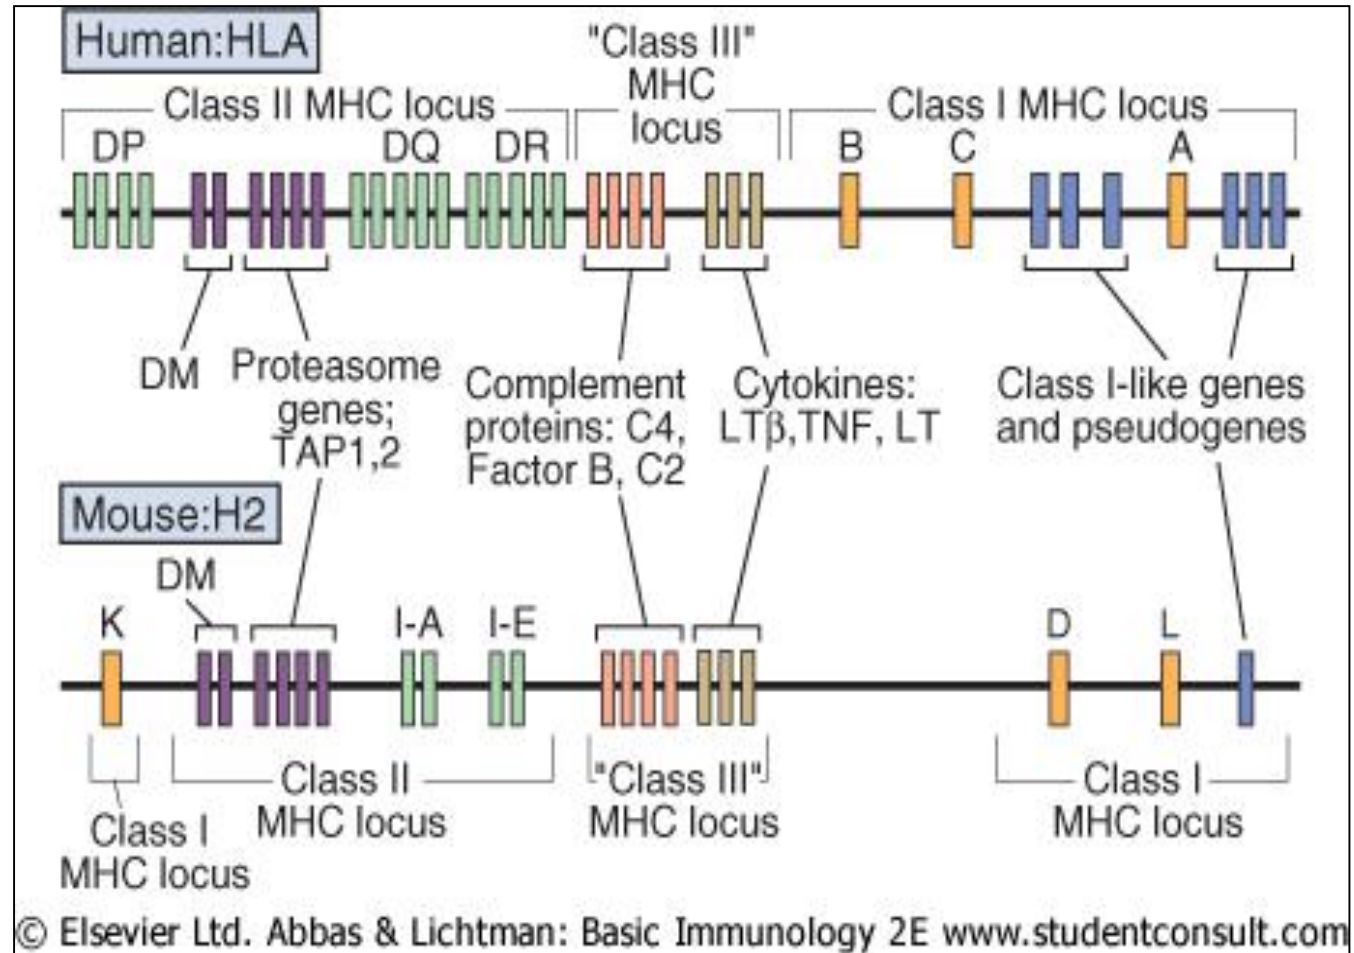 Human:HLA
"Class III"
MHC
locus
Class II MHC locus
Class I MHC locus
DP
DQ
DR
B
C
A
DM
Proteasome
genes;
TAP1,2
Complement
proteins: C4,
Factor B, C2
Cytokines:
LTβ,TNF, LT
Class I-like genes
and pseudogenes
Mouse:H2
DM
K
I-A
I-E
D
L
Class I
MHC locus
Class II
MHC locus
"Class III"
MHC locus
Class I
MHC locus
© Elsevier Ltd. Abbas & Lichtman: Basic Immunology 2E www.studentconsult.com